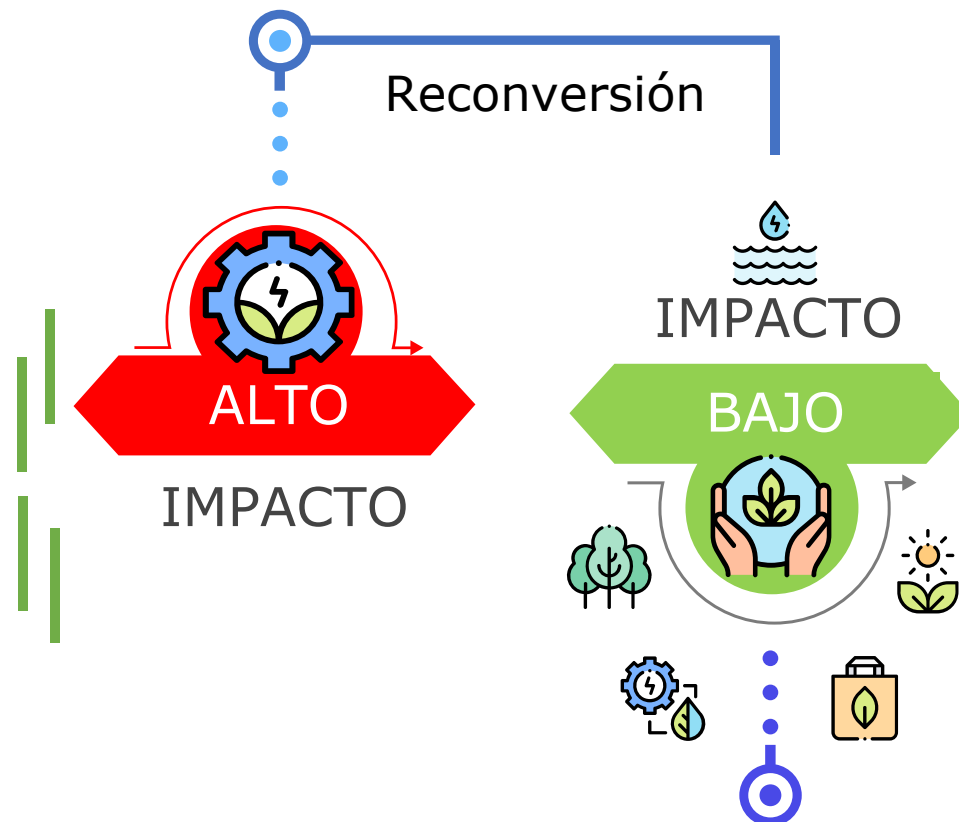 Reconversión
ALTO
IMPACTO
IMPACTO
BAJO